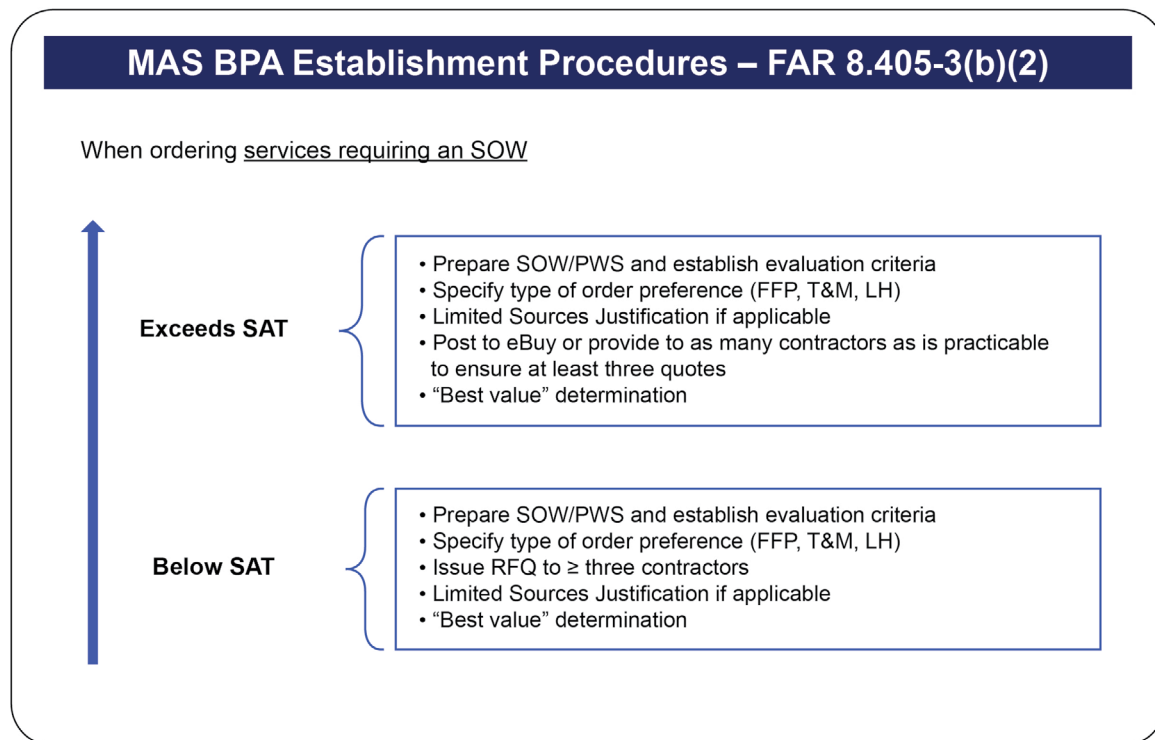 MAS BPA Establishment Procedures – FAR 8.405-3(b)(2)
When ordering services requiring an SOW
Exceeds SAT
• Prepare SOW/PWS and establish evaluation criteria
• Specify type of order preference (FFP, T&M, LH)
• Limited Sources Justification if applicable
• Post to eBuy or provide to as many contractors as is practicable
to ensure at least three quotes
• “Best value” determination
Below SAT
• Prepare SOW/PWS and establish evaluation criteria
• Specify type of order preference (FFP, T&M, LH)
• Issue RFQ to ≥ three contractors
• Limited Sources Justification if applicable
• “Best value” determination